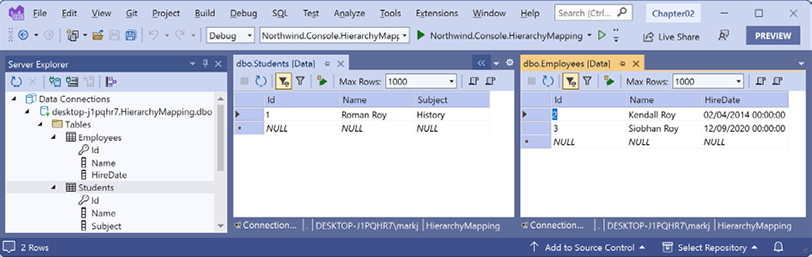 File Edit View Git Project Build Debug SQL Test Analyze Tools Extensions Window Help Search (Ctrl... Chapter02
Debug Northwind.Console.HierarchyMapp Northwind.Console.HierarchyMapping Live Share PREVIEW
Server Explorer
Data Connections
desktop-j1pqhr7.HierarchyMapping.dbo
Tables
Employees
Id
Name
HireDate
Students
Id
Name
Subject
dbo.Students [Data]
Max Rows: 1000
Id Name Subject
1 Roman Roy History
NULL NULL NULL
Connection... . DESKTOP-J1PQHR7\markj HierarchyMapping
dbo.Employees [Data]
Max Rows: 1000
Id Name HireDate
2 Kendall Roy 02/04/2014 00:00:00
3 Siobhan Roy 12/09/2020 00:00:00
NULL NULL NULL
Connection... . DESKTOP-J1PQHR7\markj HierarchyMapping
2 Rows Add to Source Control Select Repository